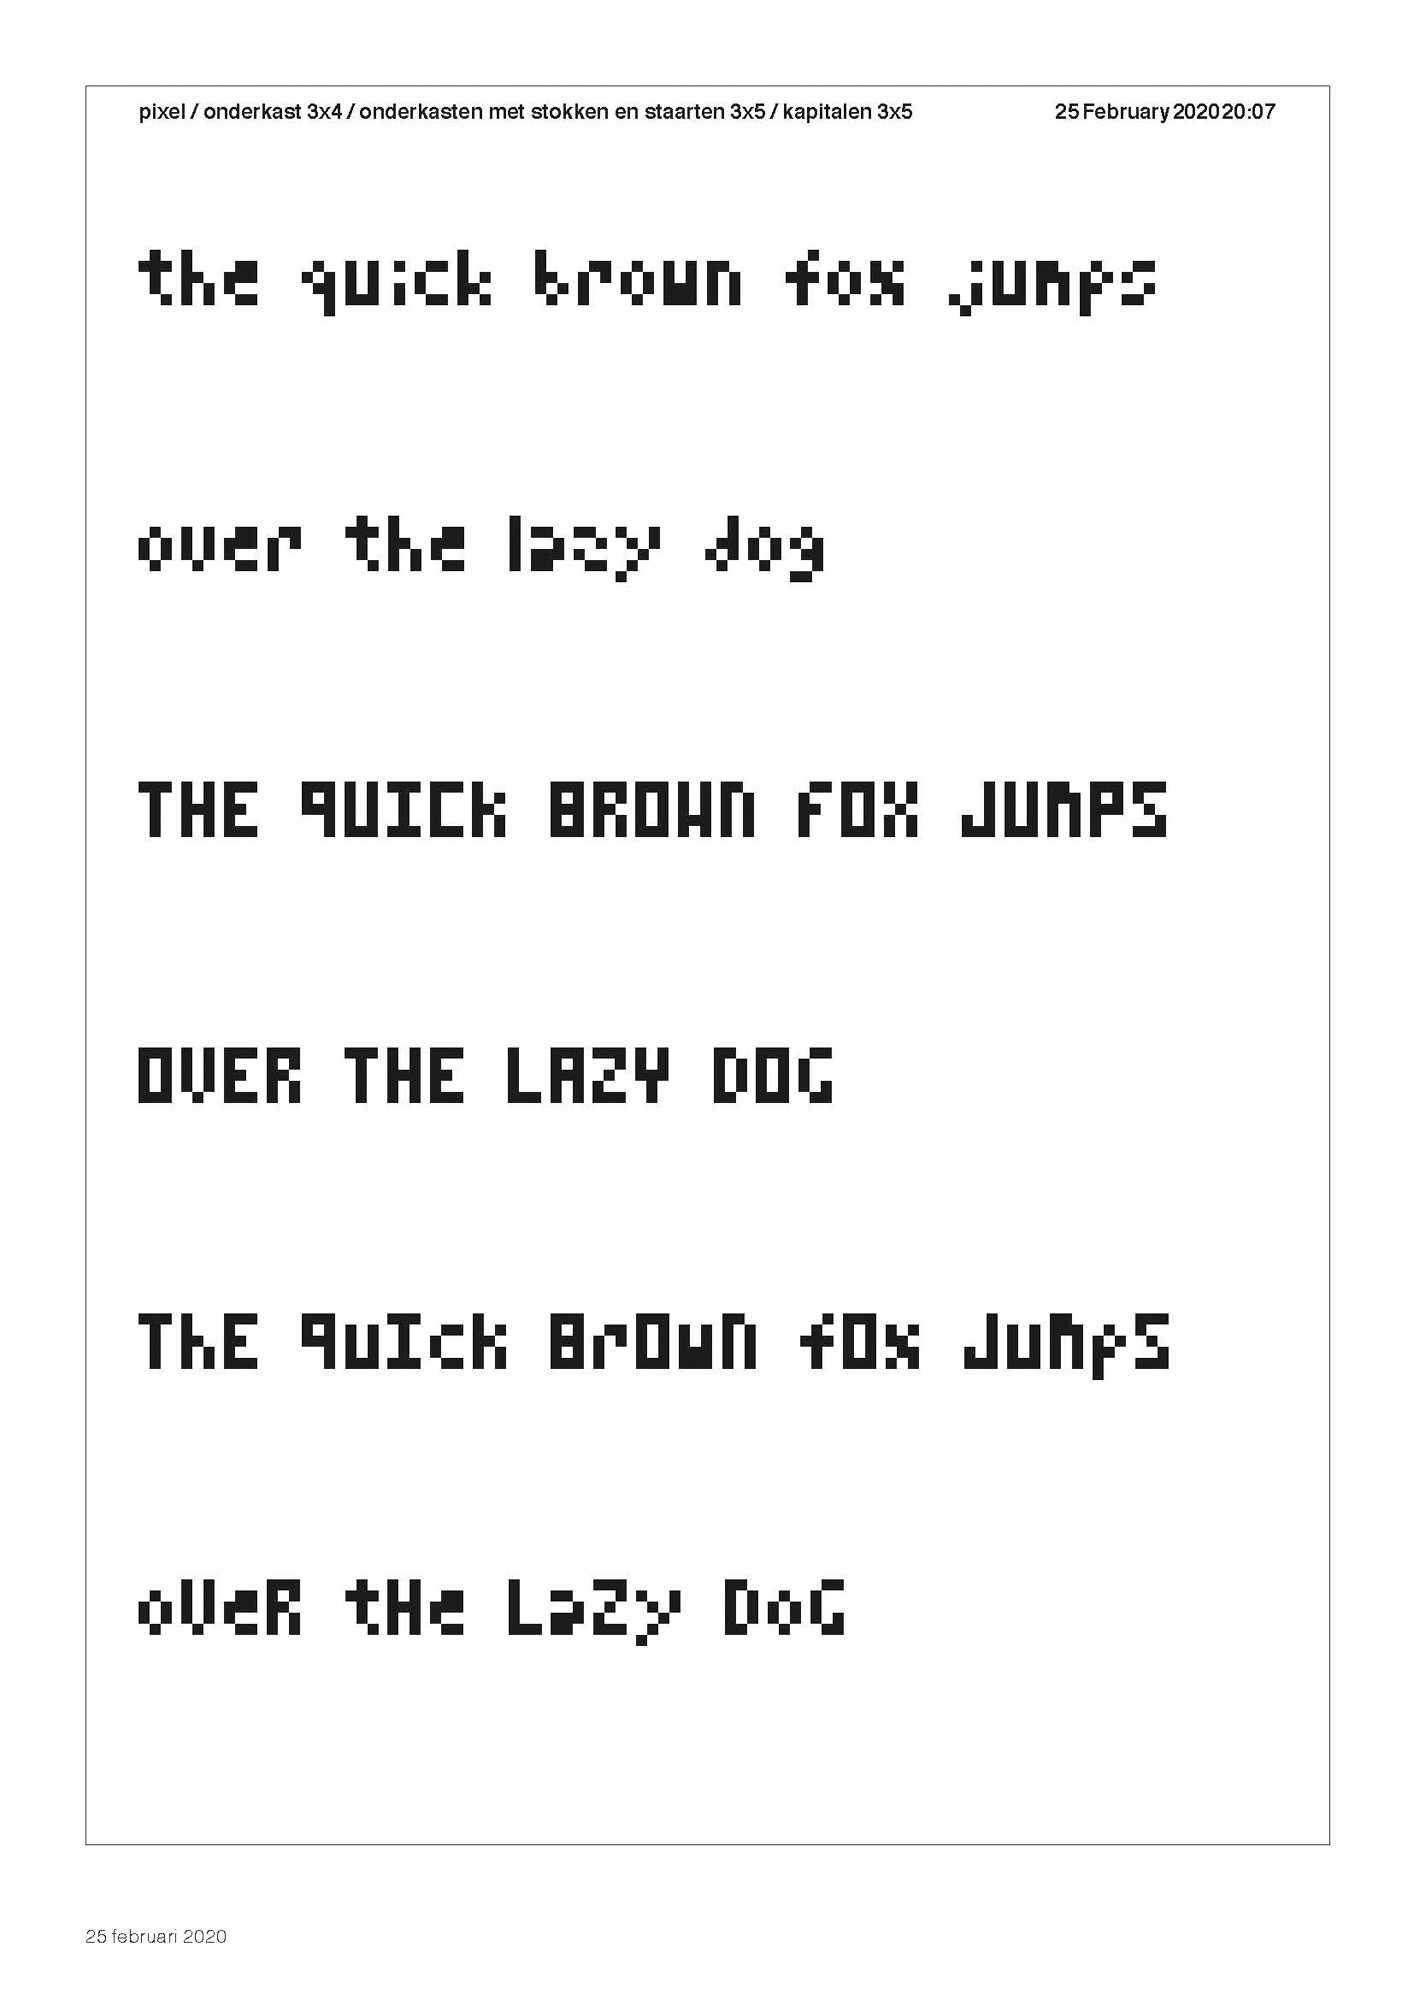 pixel / onderkast 3x4 / onderkasten met stokken en staarten 3x5 / kapitalen 3x5 25 February 2020 20:07
the quick brown fox jumps
over the lazy dog
THE QUICK BROWN FOX JUMPS
OVER THE LAZY DOG
ThE QuIck BrOwN fOx JuMpS
oVeR tHe LaZy DoG
25 februari 2020